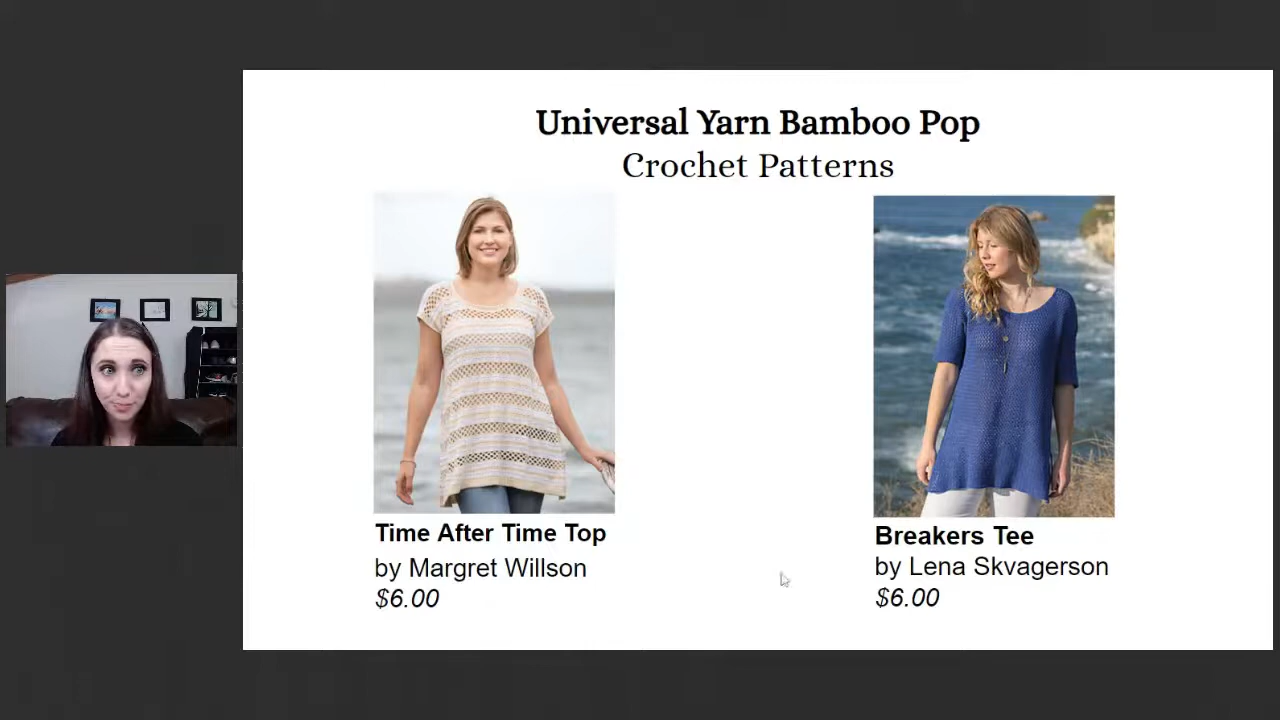 Universal Yarn Bamboo Pop
Crochet Patterns
Time After Time Top
by Margret Willson
$6.00
Breakers Tee
by Lena Skvagerson
$6.00